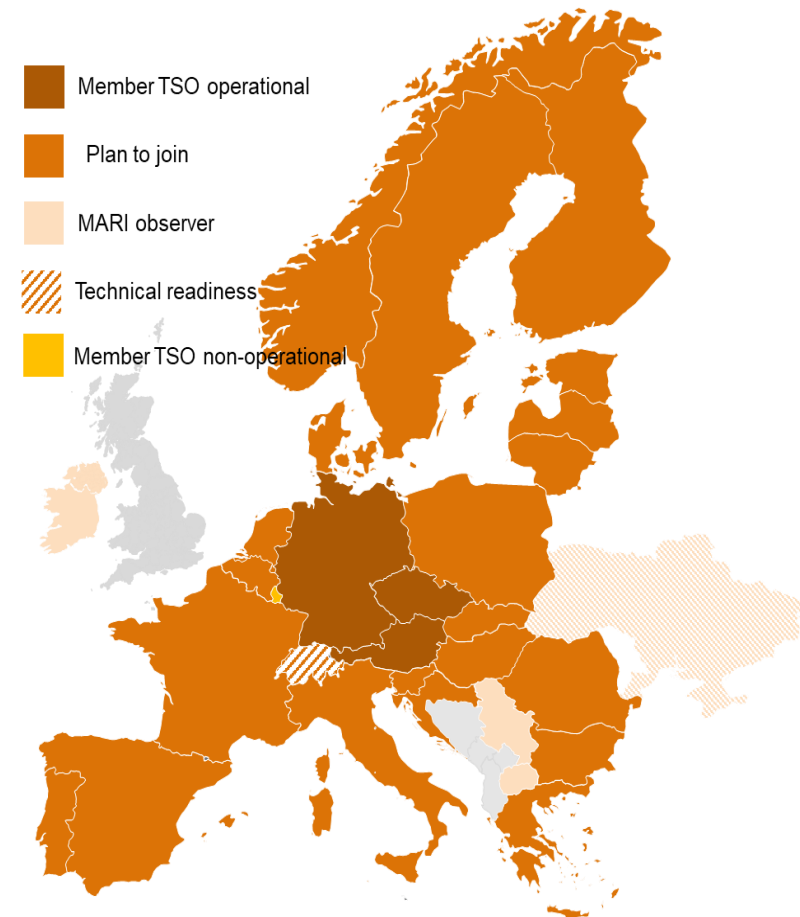 Member TSO operational
Plan to join
MARI observer
Technical readiness
Member TSO non-operational